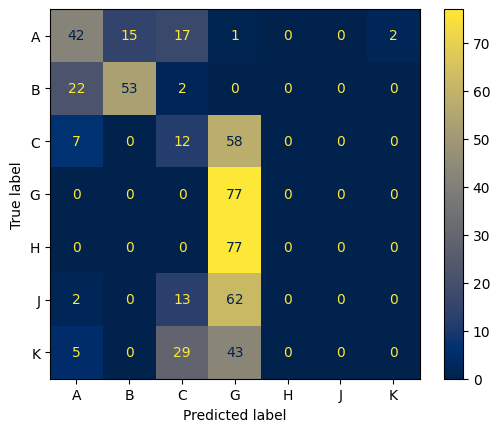 A 42 15 17 1 0 0 2
B 22 53 2 0 0 0 0
C 7 0 12 58 0 0 0
G 0 0 0 77 0 0 0
H 0 0 0 77 0 0 0
J 2 0 13 62 0 0 0
K 5 0 29 43 0 0 0
A B C G H J K
Predicted label
True label
70
60
50
40
30
20
10
0